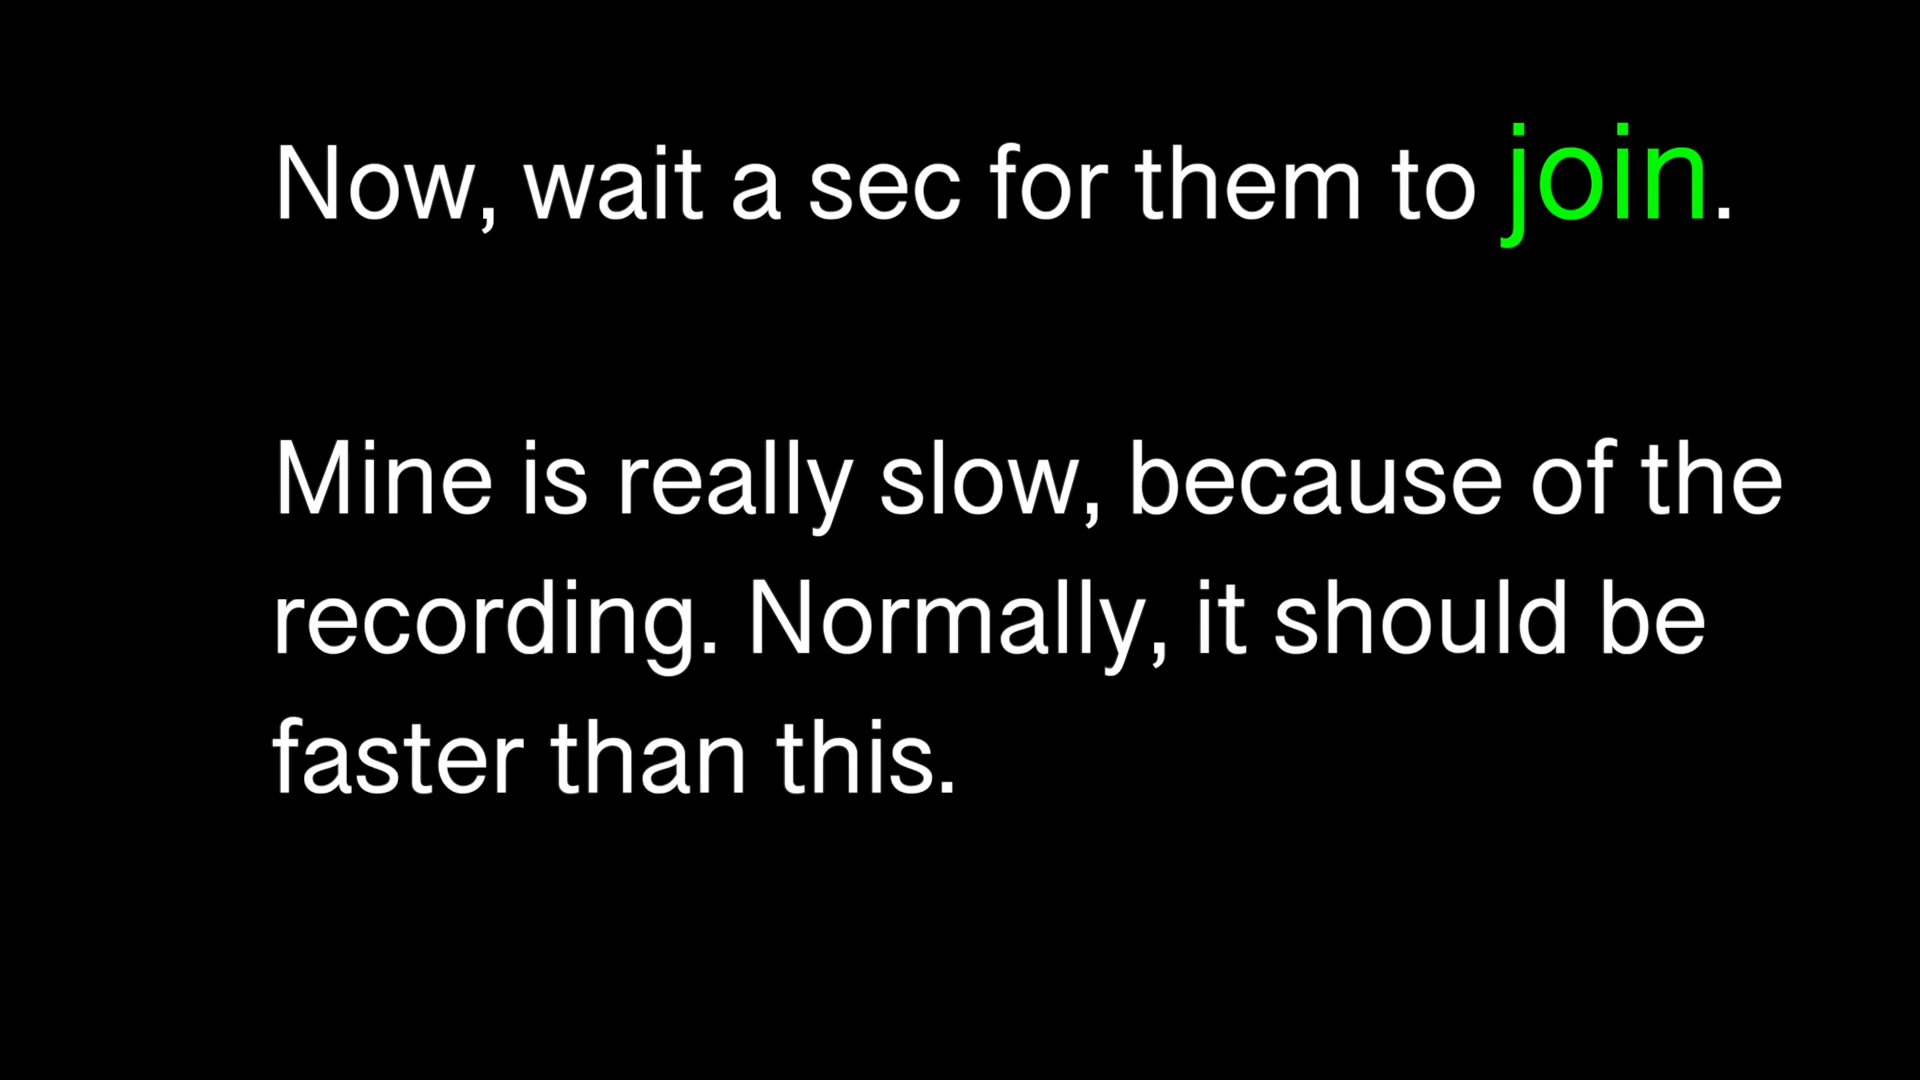 Now, wait a sec for them to join.
Mine is really slow, because of the
recording. Normally, it should be
faster than this.